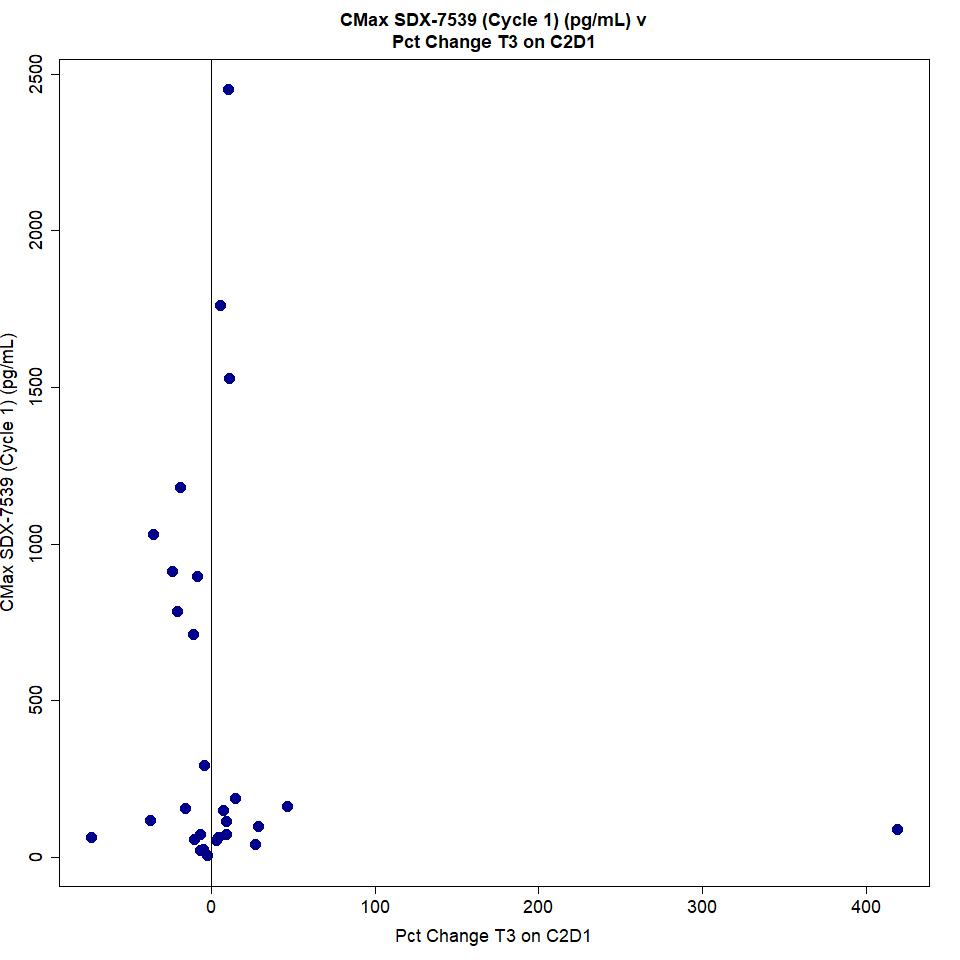 CMax SDX-7539 (Cycle 1) (pg/mL) v
Pct Change T3 on C2D1
2500
2000
1500
1000
500
0
CMax SDX-7539 (Cycle 1) (pg/mL)
0 100 200 300 400
Pct Change T3 on C2D1